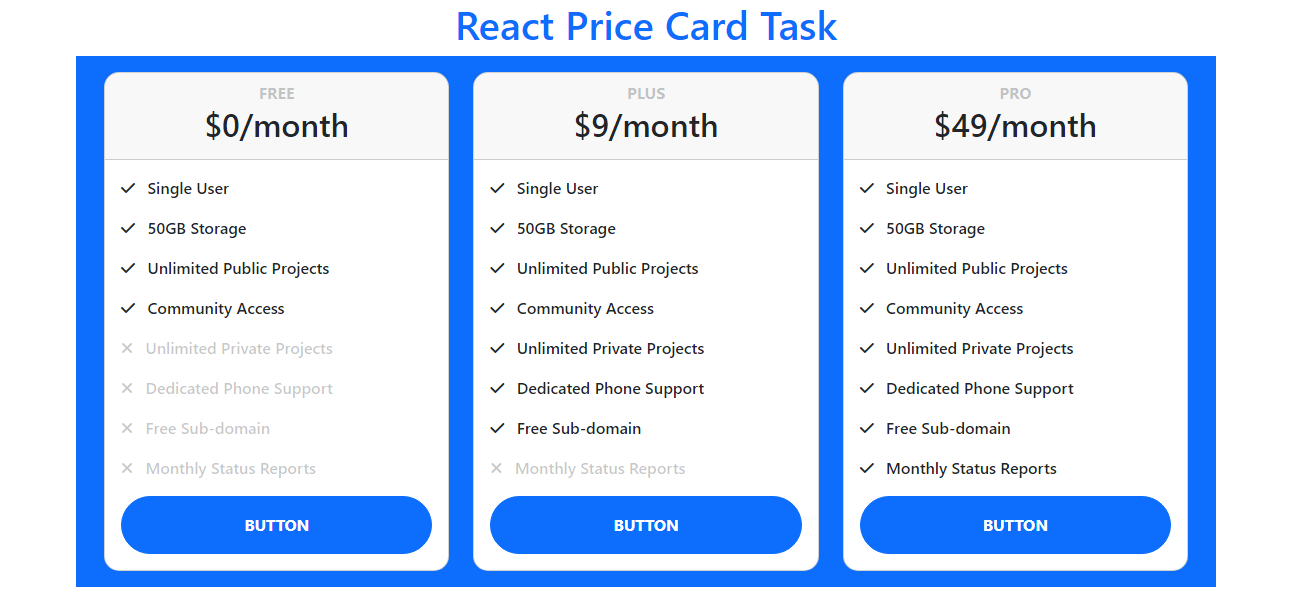 React Price Card Task
FREE
$0/month
Single User
50GB Storage
Unlimited Public Projects
Community Access
Unlimited Private Projects
Dedicated Phone Support
Free Sub-domain
Monthly Status Reports
BUTTON
PLUS
$9/month
Single User
50GB Storage
Unlimited Public Projects
Community Access
Unlimited Private Projects
Dedicated Phone Support
Free Sub-domain
Monthly Status Reports
BUTTON
PRO
$49/month
Single User
50GB Storage
Unlimited Public Projects
Community Access
Unlimited Private Projects
Dedicated Phone Support
Free Sub-domain
Monthly Status Reports
BUTTON